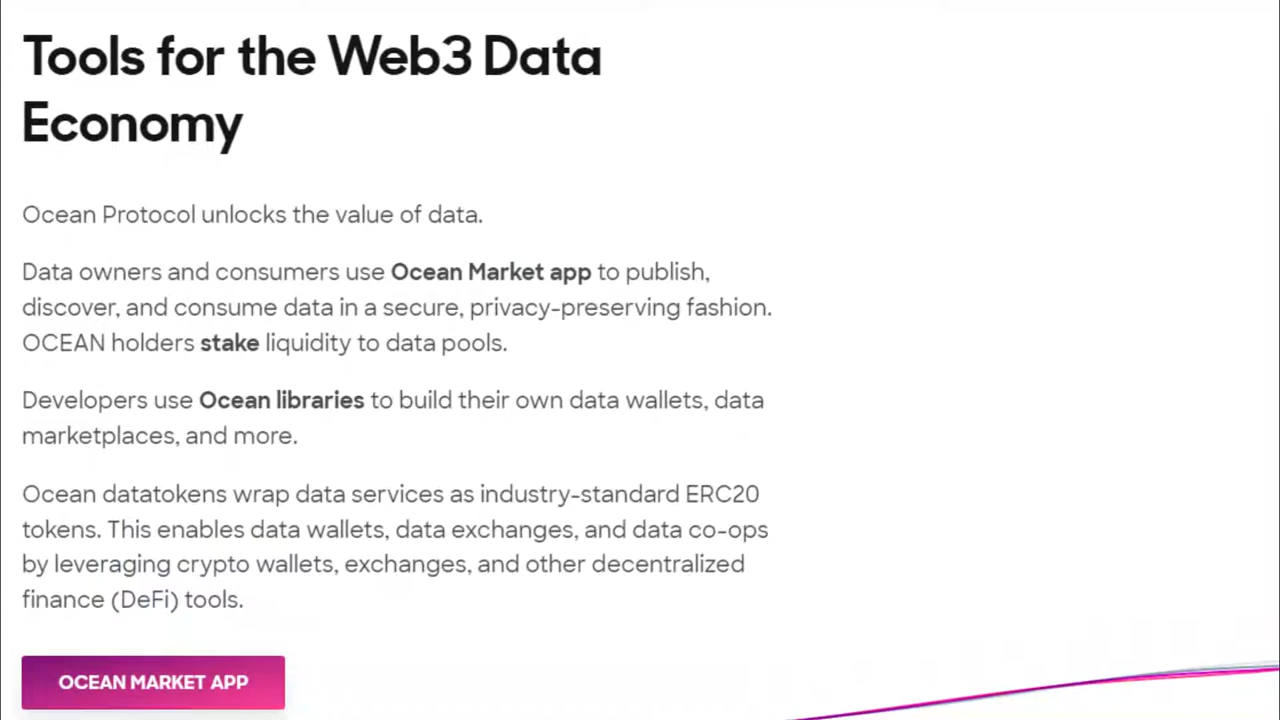 Tools for the Web3 Data
Economy
Ocean Protocol unlocks the value of data.
Data owners and consumers use Ocean Market app to publish,
discover, and consume data in a secure, privacy-preserving fashion.
OCEAN holders stake liquidity to data pools.
Developers use Ocean libraries to build their own data wallets, data
marketplaces, and more.
Ocean datatokens wrap data services as industry-standard ERC20
tokens. This enables data wallets, data exchanges, and data co-ops
by leveraging crypto wallets, exchanges, and other decentralized
finance (DeFi) tools.
OCEAN MARKET APP